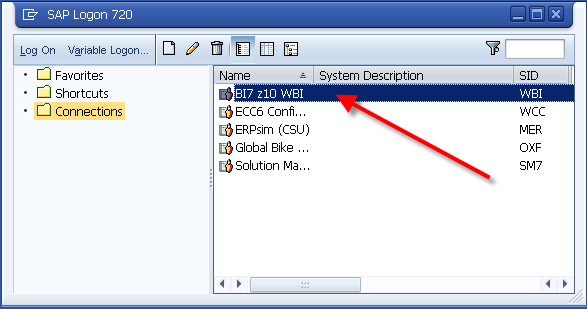 SAP Logon 720
Log On Variable Logon...
Favorites
Shortcuts
Connections
Name System Description SID
BI7 z10 WBI WBI
ECC6 Confi... WCC
ERPsim (CSU) MER
Global Bike ... OXF
Solution Ma... SM7